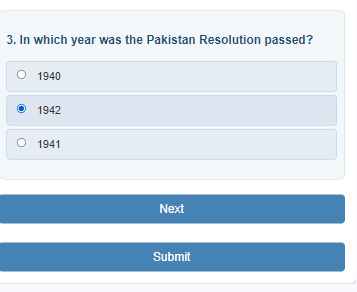 3. In which year was the Pakistan Resolution passed?
1940
1942
1941
Next
Submit